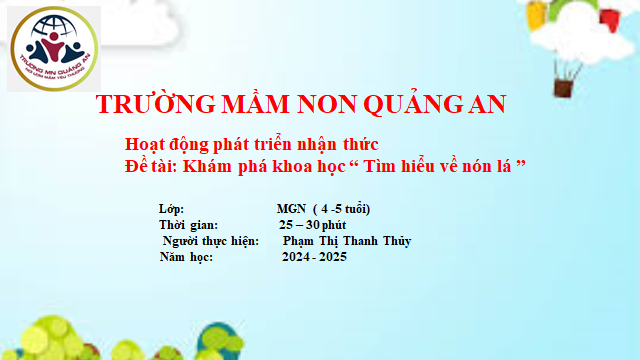 TRƯỜNG MN QUẢNG AN
TRƯỜNG MẦM NON QUẢNG AN
Hoạt động phát triển nhận thức
Đề tài: Khám phá khoa học “ Tìm hiểu về nón lá ”
Lớp: MGN ( 4 -5 tuổi)
Thời gian: 25 – 30 phút
Người thực hiện: Phạm Thị Thanh Thủy
Năm học: 2024 - 2025